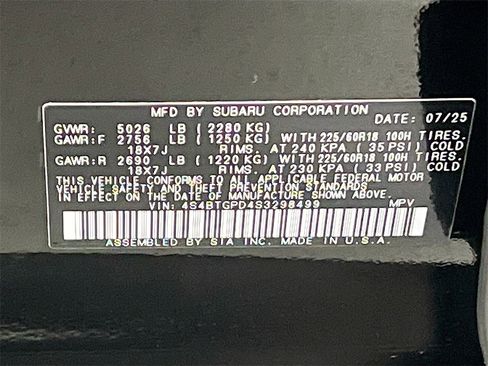 MFD BY SUBARU CORPORATION
DATE: 07/25
GVWR: 5026 LB (2280 KG)
GAWR:F 2756 LB (1250 KG) WITH 225/60R18 100H TIRES.
18X7J RIMS. AT 240 KPA (35 PSI) COLD
GAWR:R 2690 LB (1220 KG) WITH 225/60R18 100H TIRES.
18X7J RIMS. AT 230 KPA (33 PSI) COLD
THIS VEHICLE CONFORMS TO ALL APPLICABLE FEDERAL MOTOR
VEHICLE SAFETY AND THEFT PREVENTION STANDARDS
IN EFFECT ON THE DATE OF MANUFACTURE SHOWN ABOVE.
VIN: 4S4BTGPD4S3298499 MPV
ASSEMBLED BY SIA INC. MADE IN U.S.A.